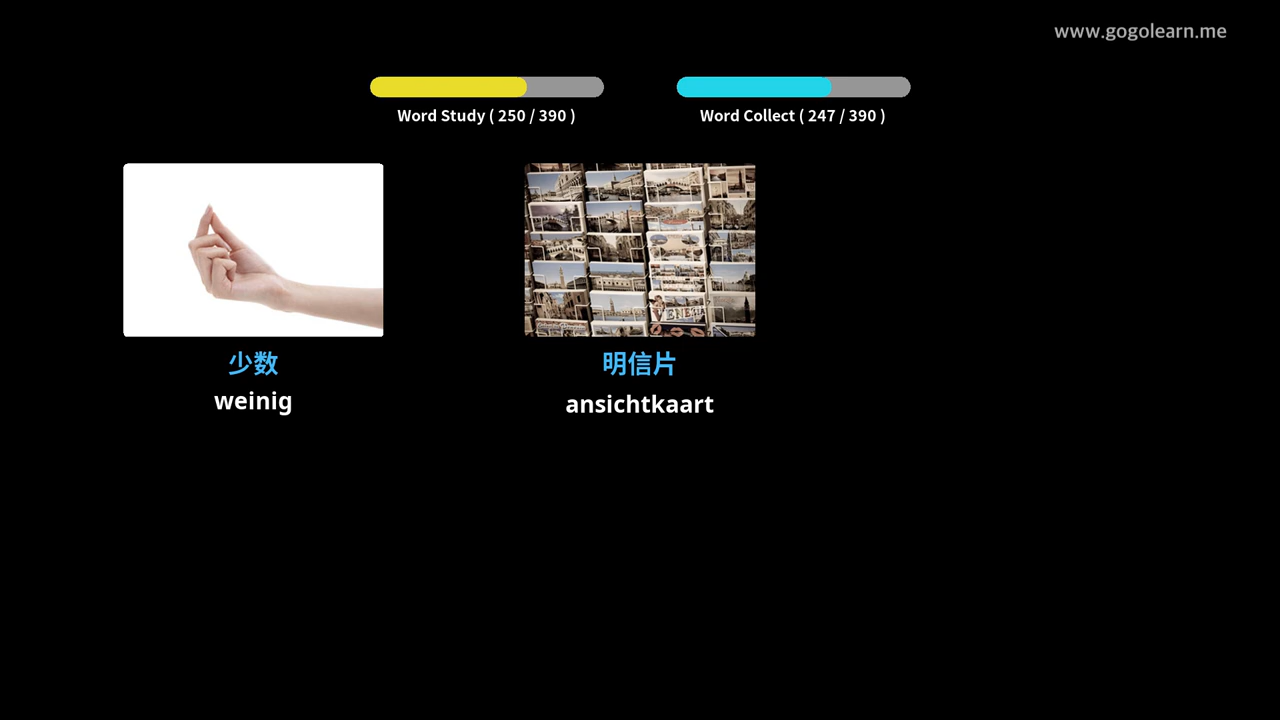 www.gogolearn.me
Word Study ( 250 / 390 )
Word Collect ( 247 / 390 )
少数
weinig
明信片
ansichtkaart